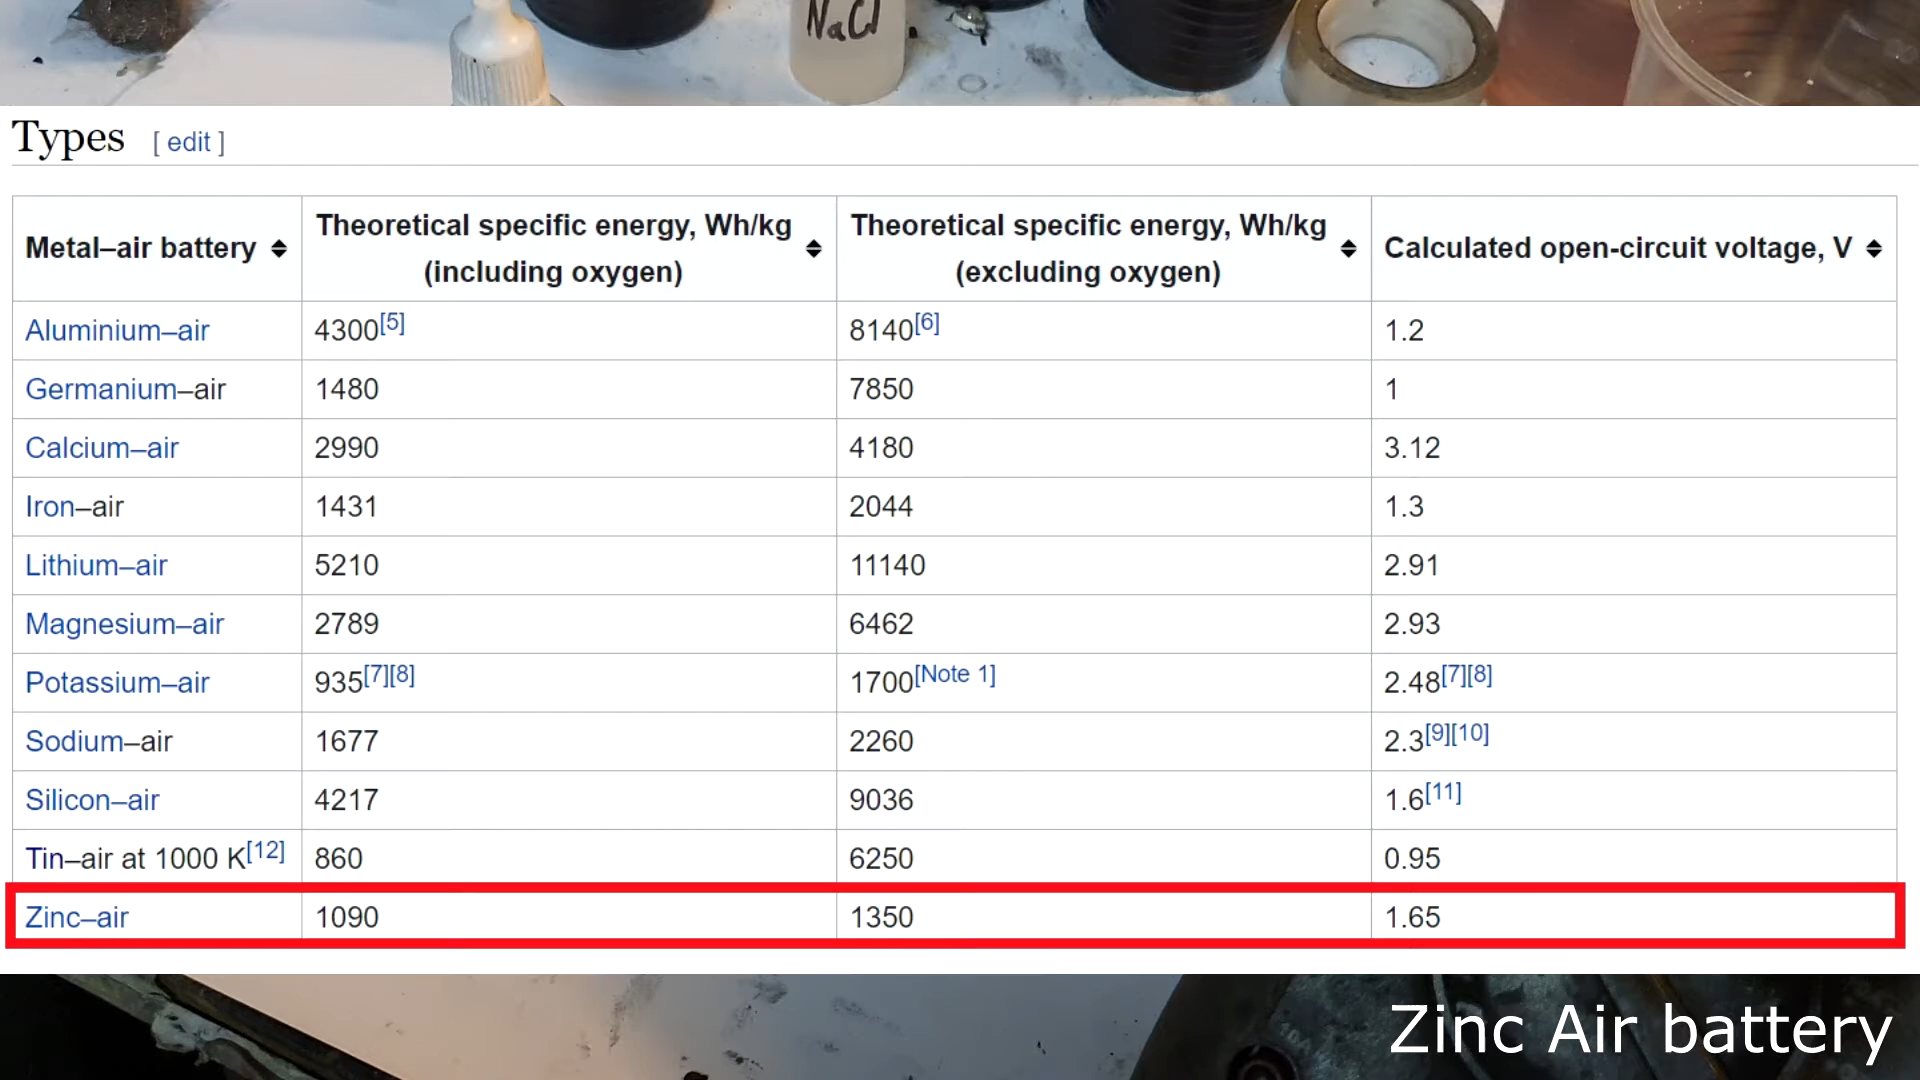 NaCl
Types [ edit ]
Metal–air battery Theoretical specific energy, Wh/kg (including oxygen) Theoretical specific energy, Wh/kg (excluding oxygen) Calculated open-circuit voltage, V
Aluminium–air 4300[5] 8140[6] 1.2
Germanium–air 1480 7850 1
Calcium–air 2990 4180 3.12
Iron–air 1431 2044 1.3
Lithium–air 5210 11140 2.91
Magnesium–air 2789 6462 2.93
Potassium–air 935[7][8] 1700[Note 1] 2.48[7][8]
Sodium–air 1677 2260 2.3[9][10]
Silicon–air 4217 9036 1.6[11]
Tin–air at 1000 K[12] 860 6250 0.95
Zinc–air 1090 1350 1.65
Zinc Air battery